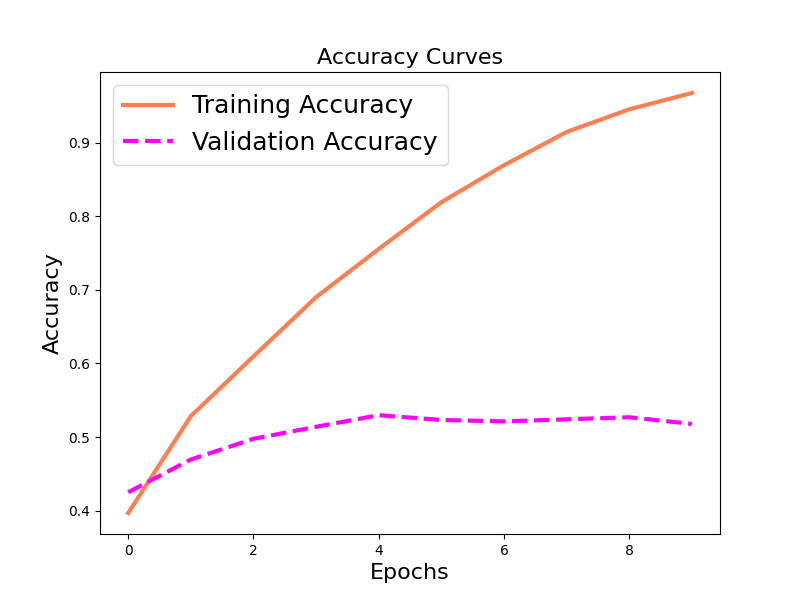 Accuracy Curves
Training Accuracy
Validation Accuracy
0.9
0.8
0.7
0.6
0.5
0.4
Accuracy
0 2 4 6 8
Epochs